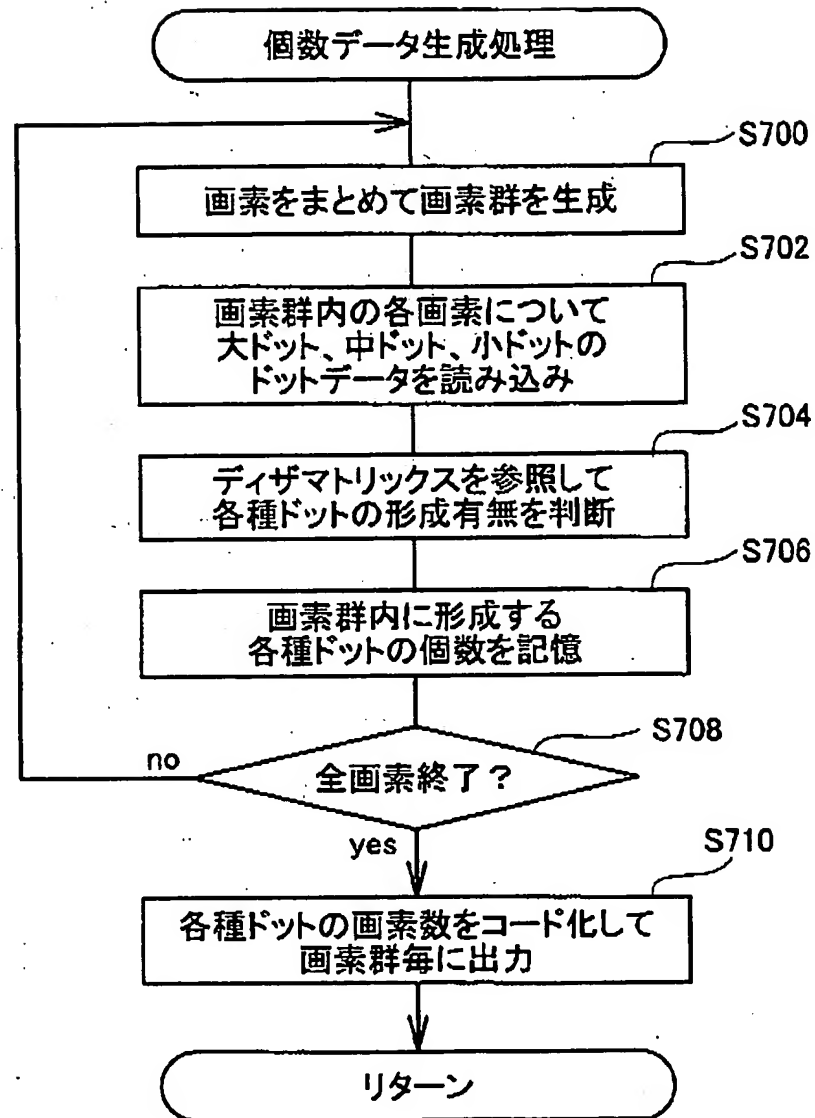 個数データ生成処理
S700
画素をまとめて画素群を生成
S702
画素群内の各画素について
大ドット、中ドット、小ドットの
ドットデータを読み込み
S704
ディザマトリックスを参照して
各種ドットの形成有無を判断
S706
画素群内に形成する
各種ドットの個数を記憶
S708
全画素終了？
no
yes
S710
各種ドットの画素数をコード化して
画素群毎に出力
リターン